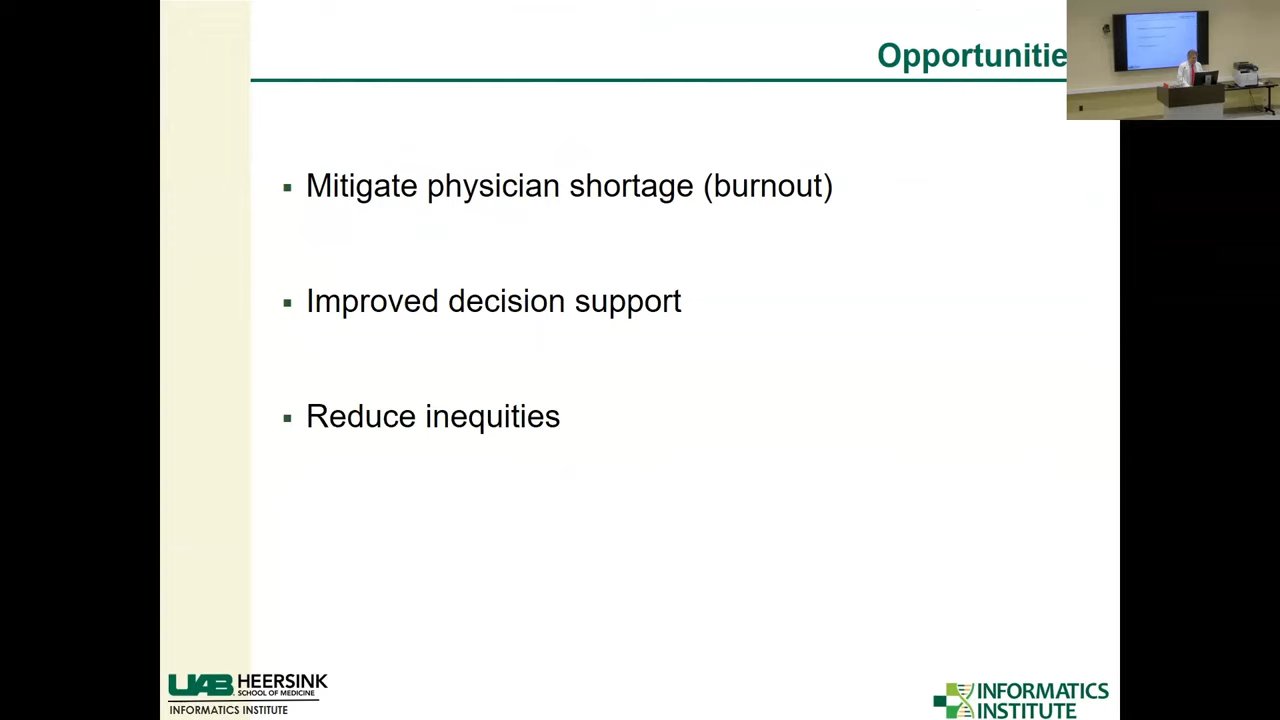 Opportunitie
▪ Mitigate physician shortage (burnout)
▪ Improved decision support
▪ Reduce inequities
UAB HEERSINK
SCHOOL OF MEDICINE
INFORMATICS INSTITUTE
INFORMATICS
INSTITUTE